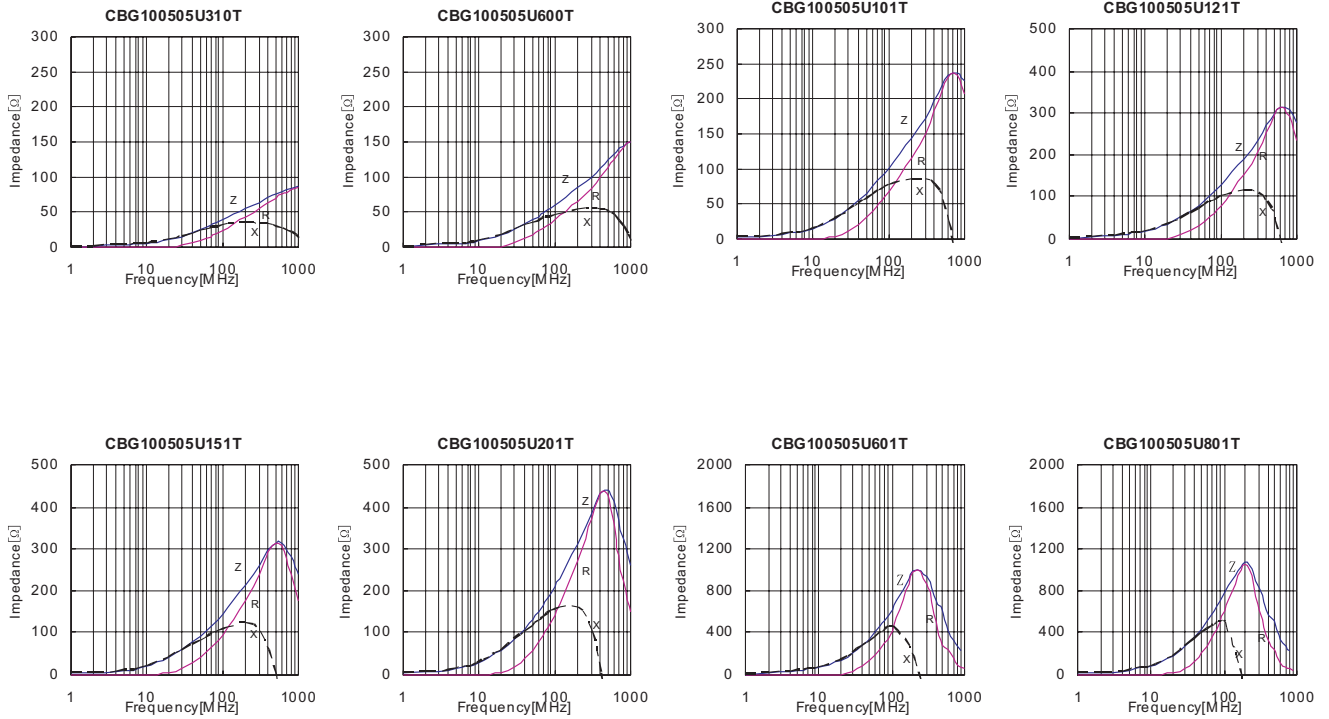 CBG100505U310T
300
250
200
150
100
50
0
Impedance[Ω]
Z
R
X
1 10 100 1000
Frequency[MHz]
CBG100505U600T
300
250
200
150
100
50
0
Impedance[Ω]
Z
R
X
1 10 100 1000
Frequency[MHz]
CBG100505U101T
300
250
200
150
100
50
0
Impedance[Ω]
Z
R
X
1 10 100 1000
Frequency[MHz]
CBG100505U121T
500
400
300
200
100
0
Impedance[Ω]
Z
R
X
1 10 100 1000
Frequency[MHz]
CBG100505U151T
500
400
300
200
100
0
Impedance[Ω]
Z
R
X
1 10 100 1000
Frequency[MHz]
CBG100505U201T
500
400
300
200
100
0
Impedance[Ω]
Z
R
X
1 10 100 1000
Frequency[MHz]
CBG100505U601T
2000
1600
1200
800
400
0
Impedance[Ω]
Z
R
X
1 10 100 1000
Frequency[MHz]
CBG100505U801T
2000
1600
1200
800
400
0
Impedance[Ω]
Z
R
X
1 10 100 1000
Frequency[MHz]